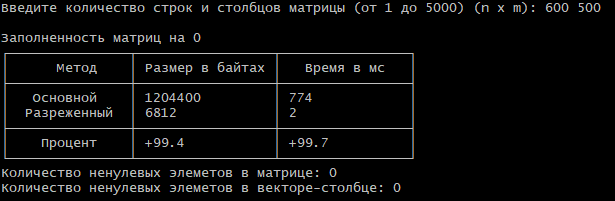 Введите количество строк и столбцов матрицы (от 1 до 5000) (n x m): 600 500
Заполненность матриц на 0
Метод Размер в байтах Время в мс
Основной 1204400 774
Разреженный 6812 2
Процент +99.4 +99.7
Количество ненулевых элеметов в матрице: 0
Количество ненулевых элеметов в векторе-столбце: 0